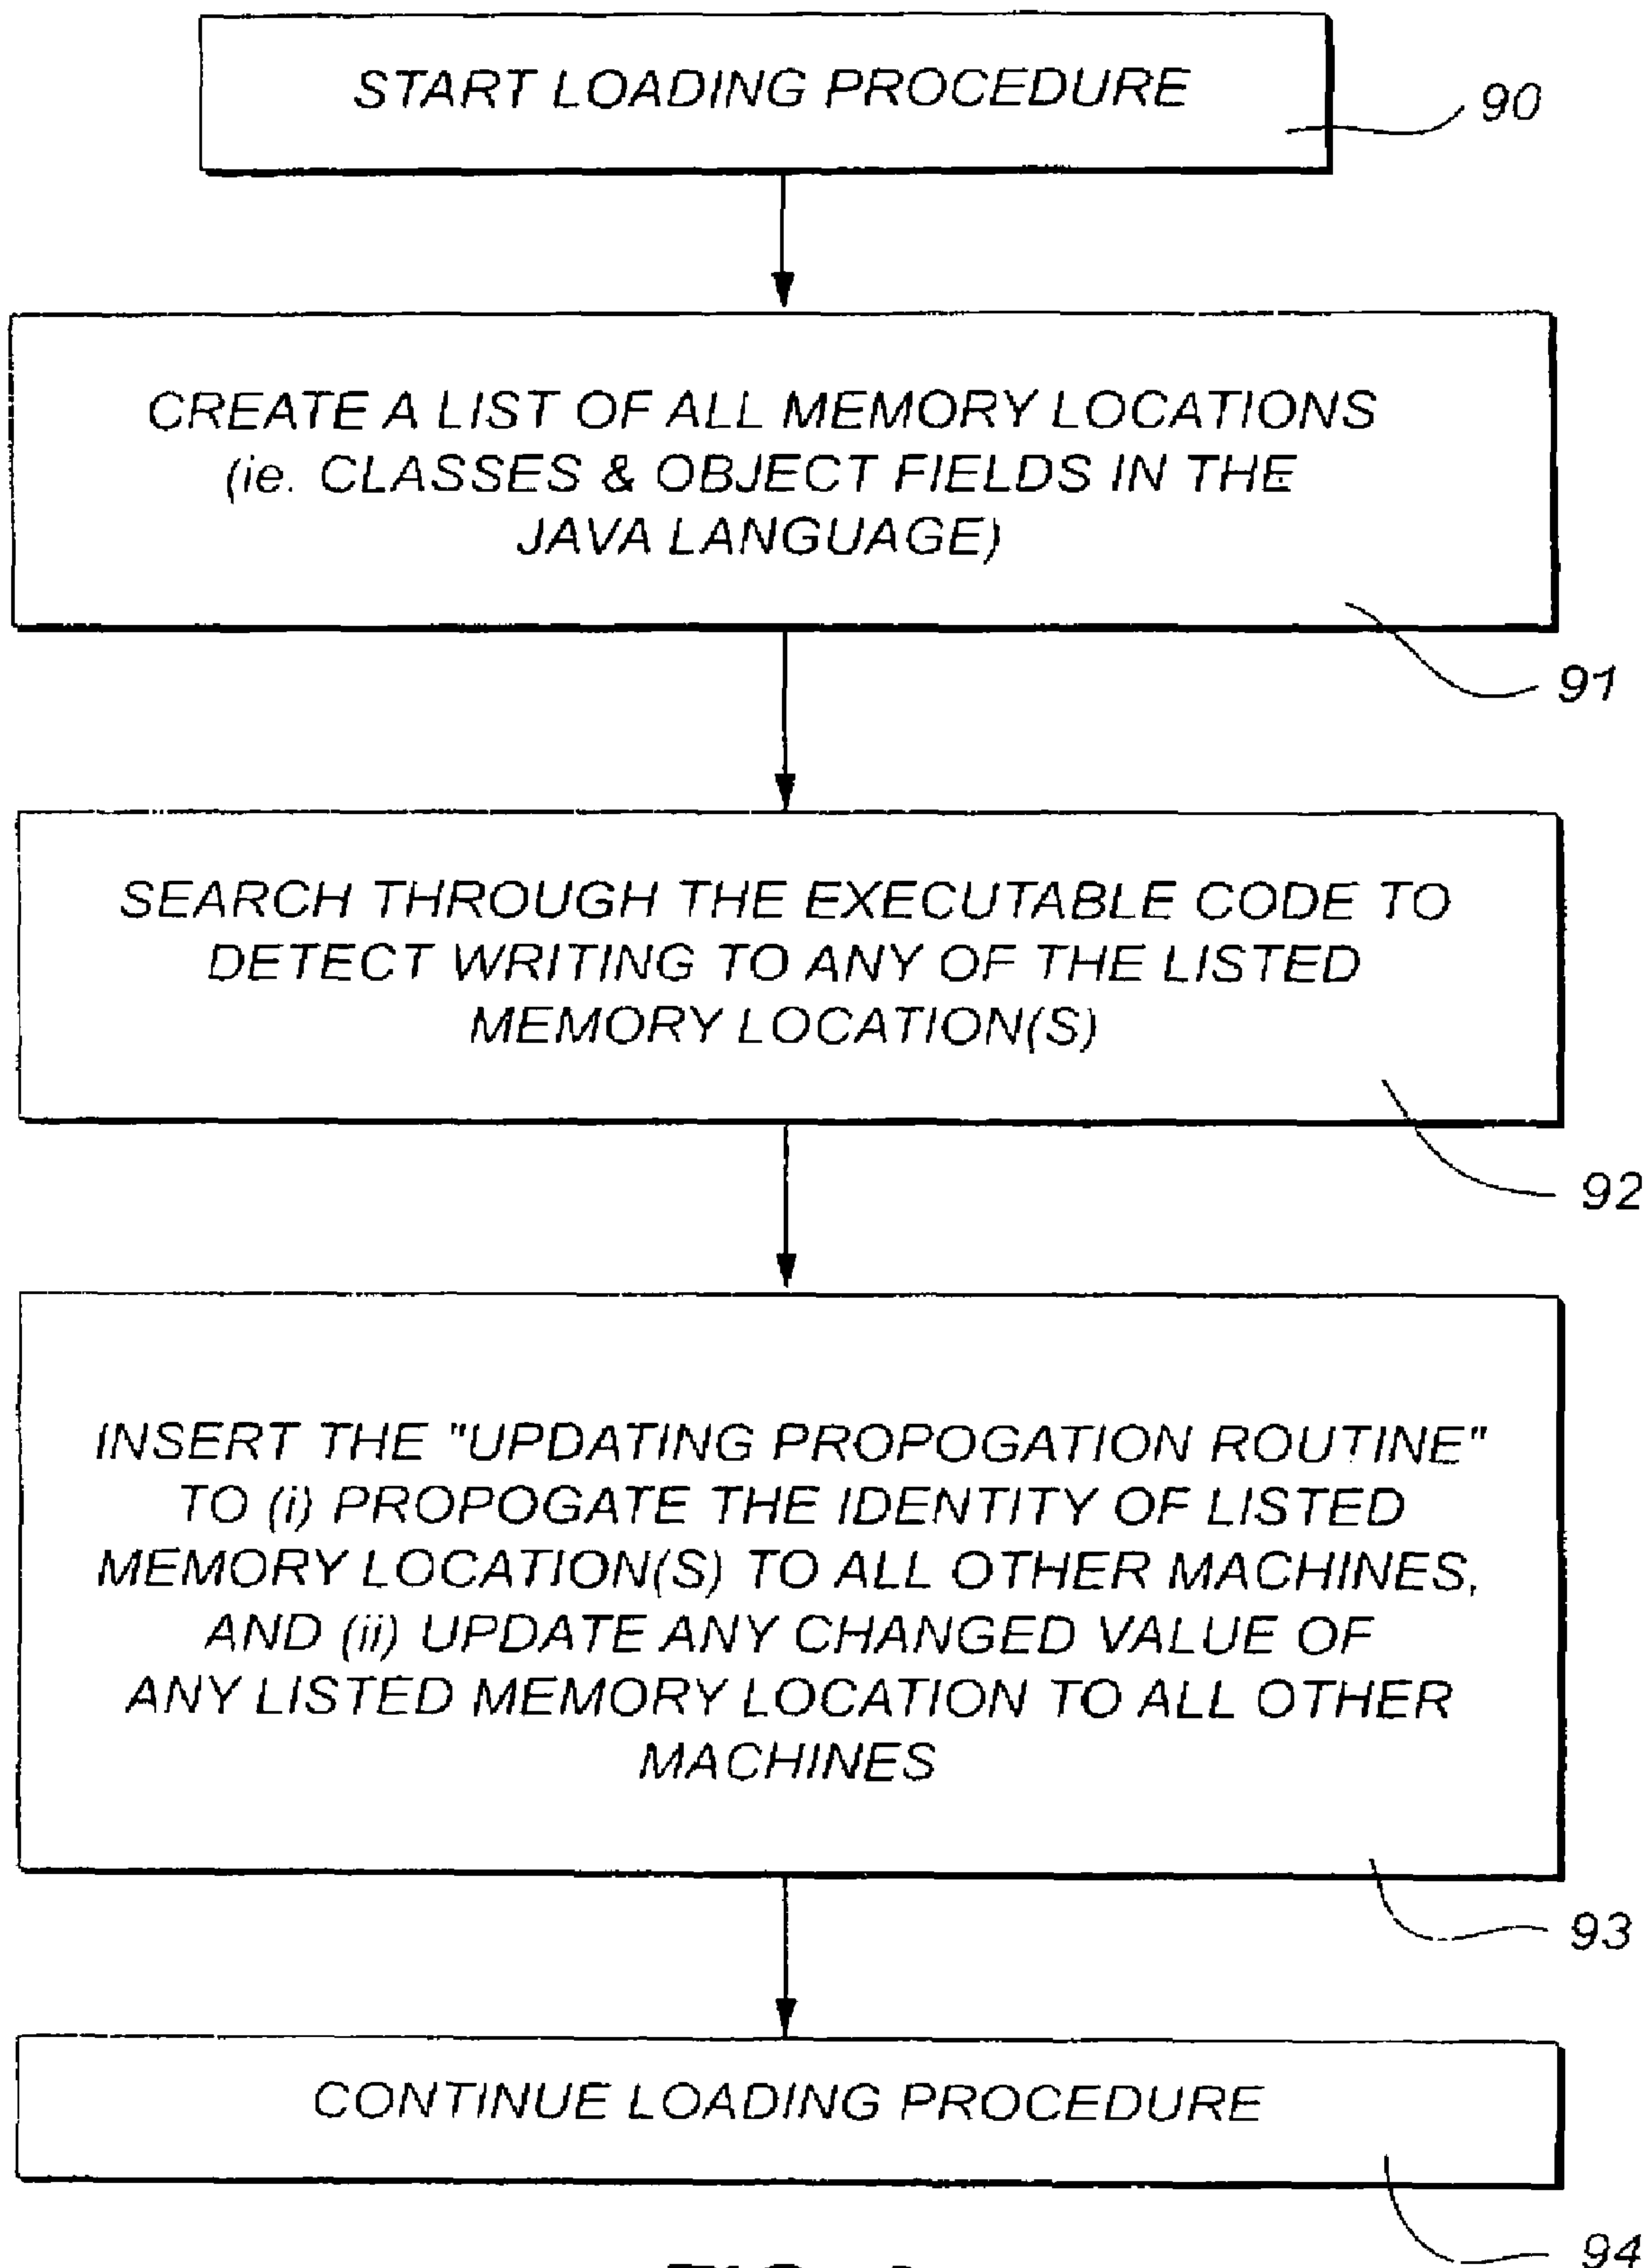 START LOADING PROCEDURE
90
CREATE A LIST OF ALL MEMORY LOCATIONS
(ie. CLASSES & OBJECT FIELDS IN THE
JAVA LANGUAGE)
91
SEARCH THROUGH THE EXECUTABLE CODE TO
DETECT WRITING TO ANY OF THE LISTED
MEMORY LOCATION(S)
92
INSERT THE "UPDATING PROPOGATION ROUTINE"
TO (i) PROPOGATE THE IDENTITY OF LISTED
MEMORY LOCATION(S) TO ALL OTHER MACHINES,
AND (ii) UPDATE ANY CHANGED VALUE OF
ANY LISTED MEMORY LOCATION TO ALL OTHER
MACHINES
93
CONTINUE LOADING PROCEDURE
94